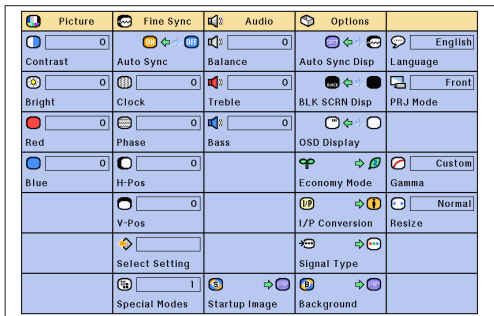 Picture Fine Sync Audio Options
0 ON OFF 0 English
Contrast Auto Sync Balance Auto Sync Disp Language
0 0 0 Front
Bright Clock Treble BLK SCRN Disp PRJ Mode
0 0 0
Red Phase Bass OSD Display
0 0 Custom
Blue H-Pos Economy Mode Gamma
0 I/P Normal
V-Pos I/P Conversion Resize
Select Setting Signal Type
1 S B
Special Modes Startup Image Background